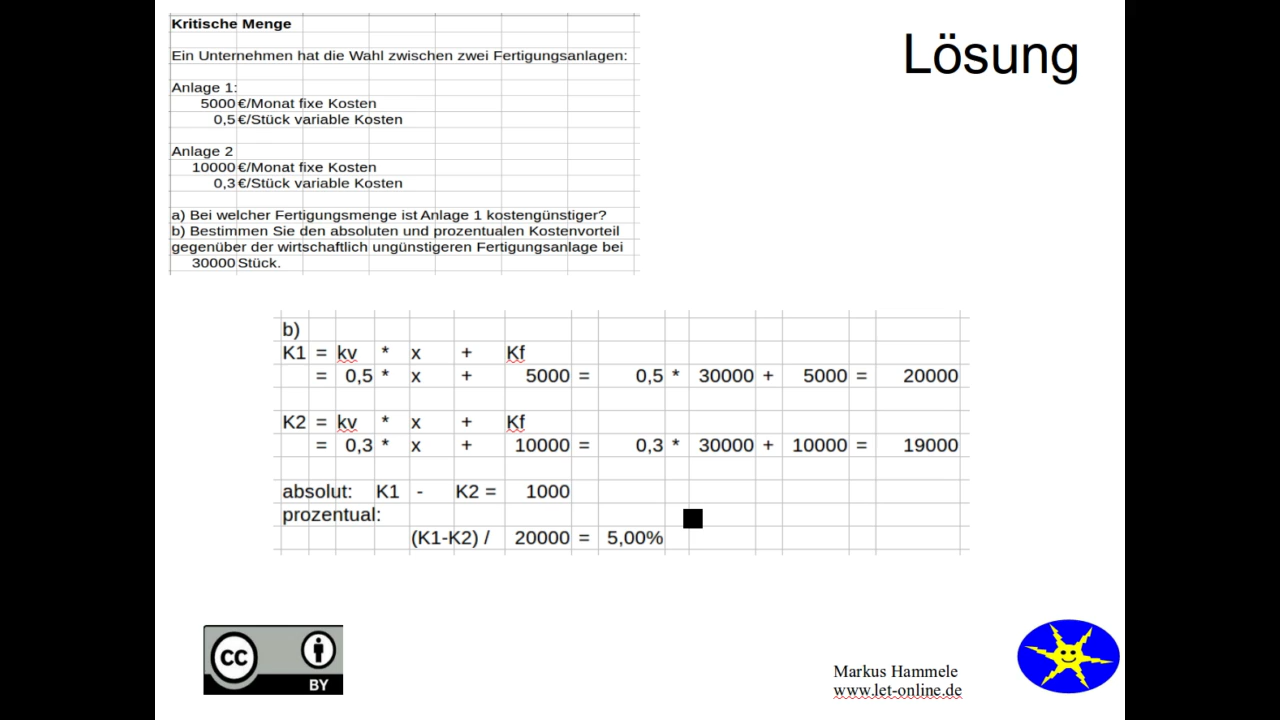 Kritische Menge
Lösung
Ein Unternehmen hat die Wahl zwischen zwei Fertigungsanlagen:
Anlage 1:
5000 €/Monat fixe Kosten
0,5 €/Stück variable Kosten
Anlage 2
10000 €/Monat fixe Kosten
0,3 €/Stück variable Kosten
a) Bei welcher Fertigungsmenge ist Anlage 1 kostengünstiger?
b) Bestimmen Sie den absoluten und prozentualen Kostenvorteil
gegenüber der wirtschaftlich ungünstigeren Fertigungsanlage bei
30000 Stück.
b)
K1 = kv * x + Kf
= 0,5 * x + 5000 = 0,5 * 30000 + 5000 = 20000
K2 = kv * x + Kf
= 0,3 * x + 10000 = 0,3 * 30000 + 10000 = 19000
absolut: K1 - K2 = 1000
prozentual:
(K1-K2) / 20000 = 5,00%
CC
BY
Markus Hammele
www.let-online.de